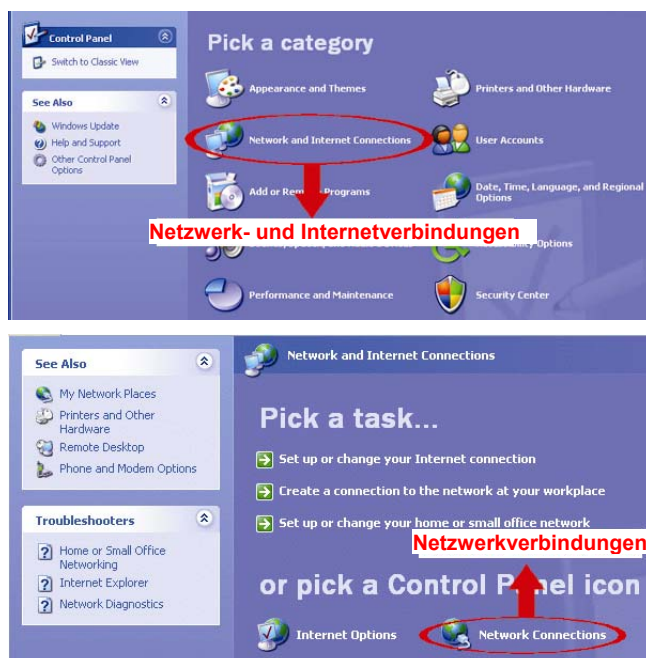 Control Panel
Switch to Classic View
See Also
Windows Update
Help and Support
Other Control Panel
Options
Pick a category
Appearance and Themes
Printers and Other Hardware
Network and Internet Connections
User Accounts
Add or Programs
Date, Time, Language, and Regional
Options
Netzwerk- und Internetverbindungen
Options
Performance and Maintenance
Security Center
See Also
My Network Places
Printers and Other
Hardware
Remote Desktop
Phone and Modem Options
Troubleshooters
Home or Small Office
Networking
Internet Explorer
Network Diagnostics
Network and Internet Connections
Pick a task...
Set up or change your Internet connection
Create a connection to the network at your workplace
Set up or change your home or small office network
Netzwerkverbindungen
or pick a Control Panel icon
Internet Options
Network Connections